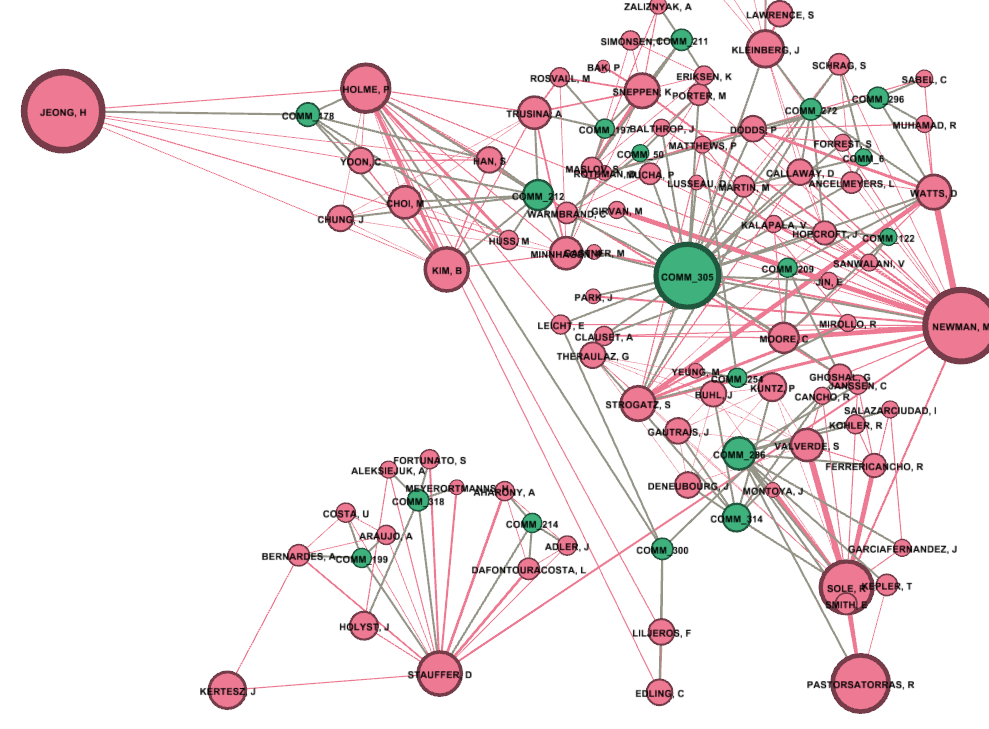 ZALIZNYAK, A
LAWRENCE, S
SIMONSEN, I
COMM_211
KLEINBERG, J
BAK, P
SCHRAG, S
ROSVALL, M
ERIKSEN, K
SABEL, C
HOLME, P
SNEPPEN, K
PORTER, M
COMM_296
JEONG, H
COMM_178
TRUSINA, A
COMM_272
COMM_197
BALTHROP, J
DODDS, P
MUHAMAD, R
FORREST, S
MATTHEWS, P
COMM_50
COMM_6
YOON, C
HAN, S
MASLOV, S
ROTHMAN, D
MUCHA, P
CALLAWAY, D
LUSSEAU, D
MARTIN, M
ANCELMEYERS, L
WATTS, D
CHOI, M
COMM_212
WARMBRAND, C
GIRVAN, M
CHUNG, J
KALAPALA, V
HOPCROFT, J
COMM_122
HUSS, M
MINNHAGEN, P
GASTNER, M
KIM, B
COMM_305
COMM_209
SANWALANI, V
JIN, E
PARK, J
LEICHT, E
MIROLLO, R
NEWMAN, M
CLAUSET, A
MOORE, C
THERAULAZ, G
YEUNG, M
COMM_254
GHOSHAL, G
JANSSEN, C
BUHL, J
KUNTZ, P
CANCHO, R
STROGATZ, S
SALAZARCIUDAD, I
KOHLER, R
GAUTRAIS, J
VALVERDE, S
COMM_286
FORTUNATO, S
ALEKSIEJUK, A
FERRERICANCHO, R
DENEUBOURG, J
MONTOYA, J
MEYERORTMANNS, H
AHARONY, A
COMM_318
COSTA, U
COMM_214
COMM_314
ARAUJO, A
ADLER, J
COMM_300
GARCIAFERNANDEZ, J
BERNARDES, A
COMM_199
DAFONTOURACOSTA, L
SOLE, R
KEPLER, T
SMITH, E
HOLYST, J
LILJEROS, F
STAUFFER, D
PASTORSATORRAS, R
KERTESZ, J
EDLING, C